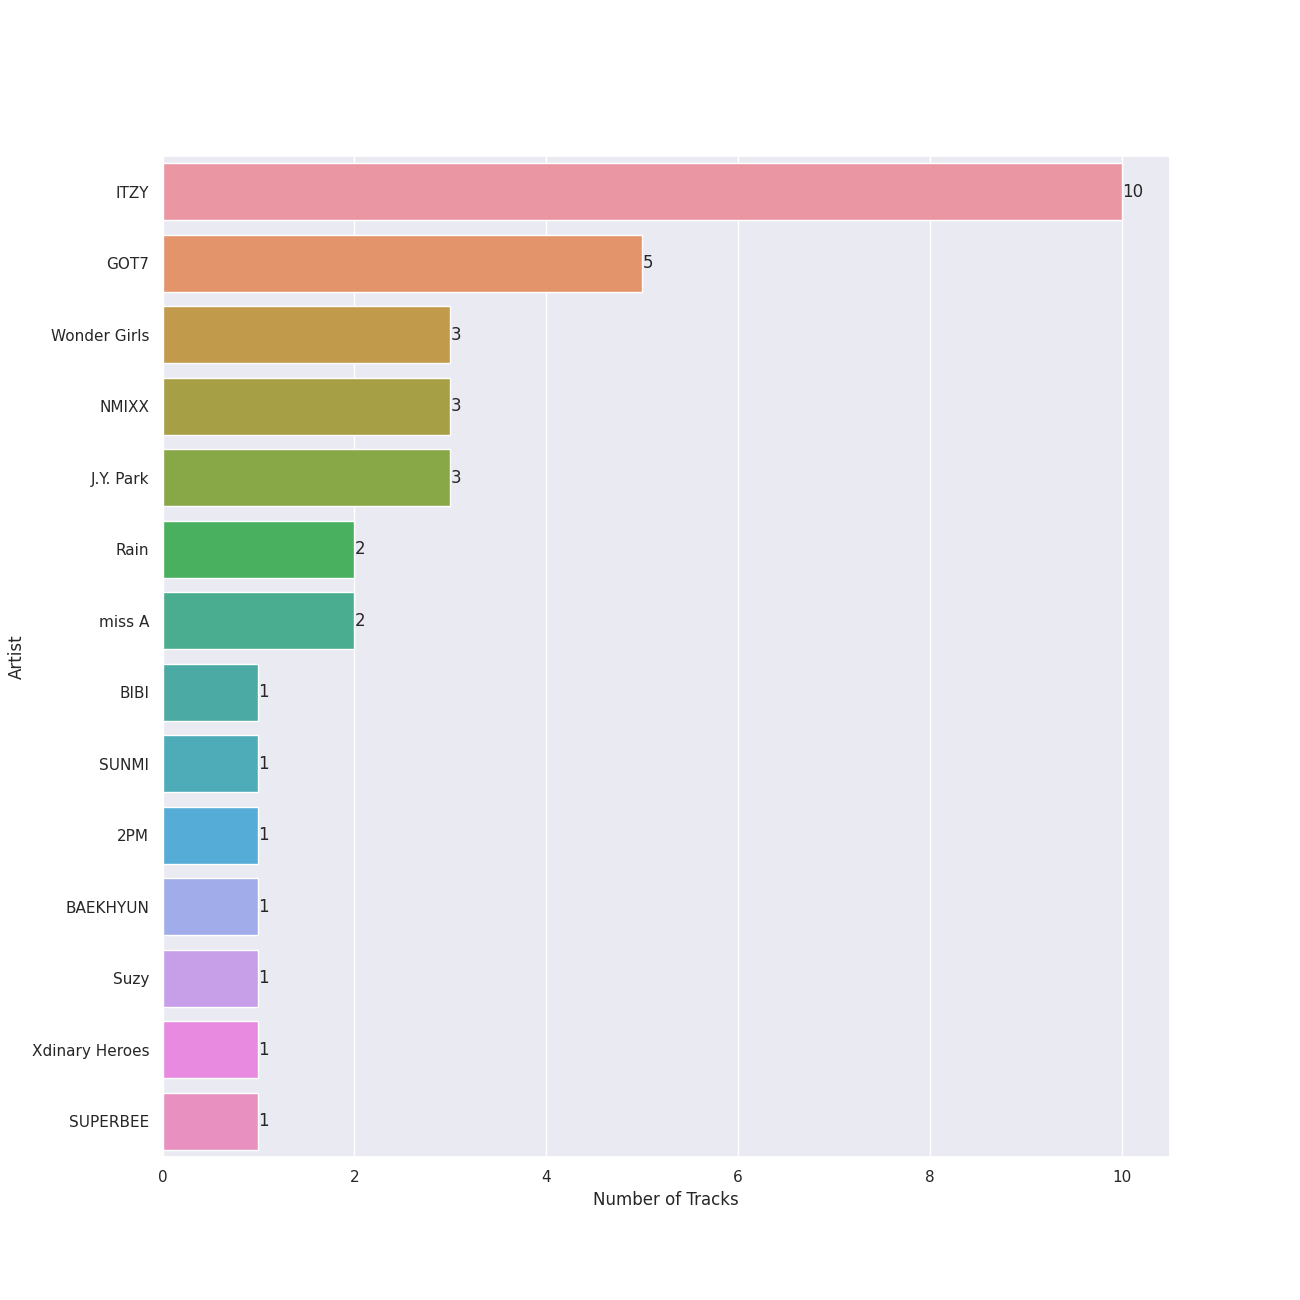 ITZY 10
GOT7 5
Wonder Girls 3
NMIXX 3
J.Y. Park 3
Rain 2
miss A 2
BIBI 1
SUNMI 1
2PM 1
BAEKHYUN 1
Suzy 1
Xdinary Heroes 1
SUPERBEE 1
Artist
0 2 4 6 8 10
Number of Tracks